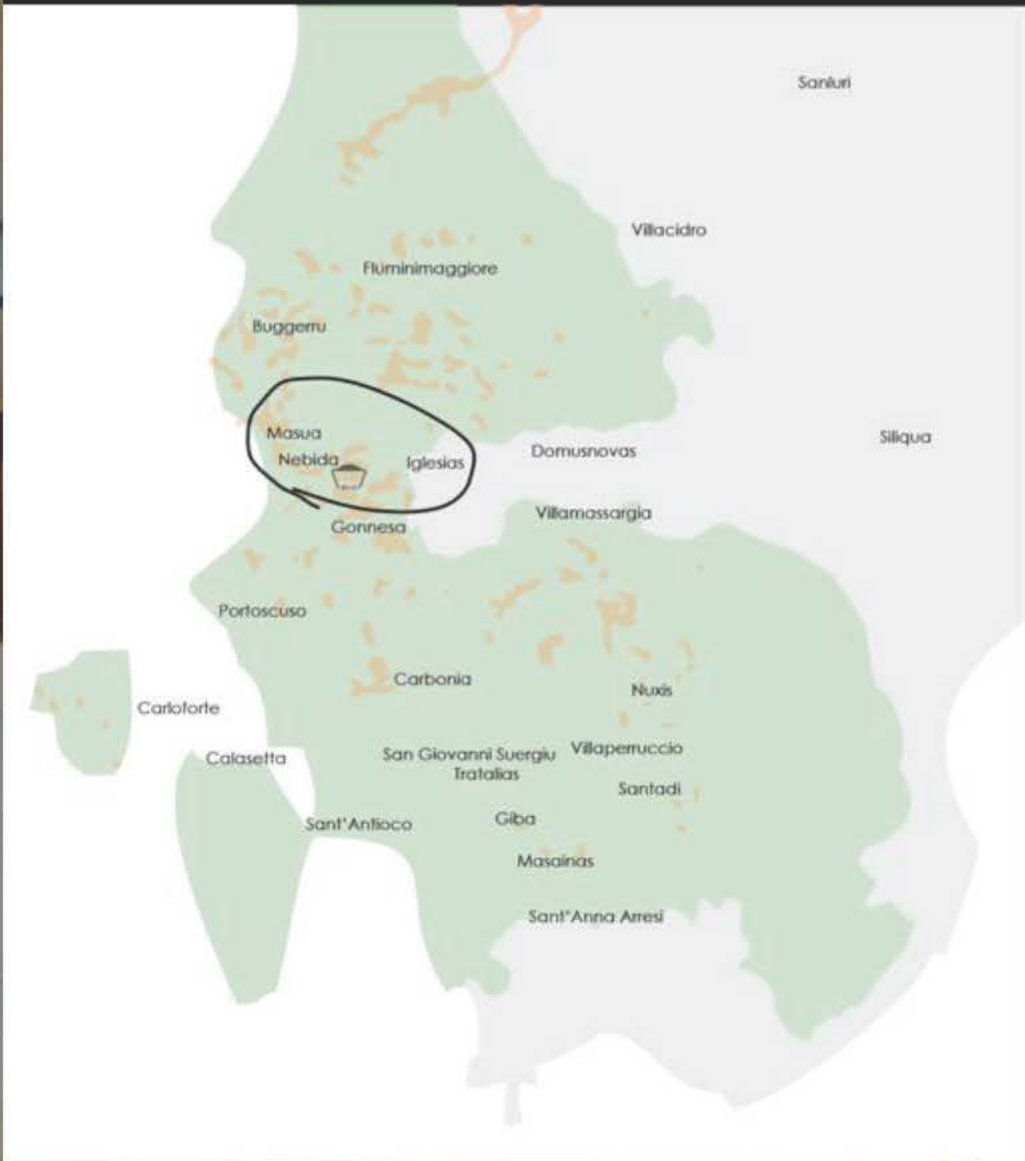 Sanluri
Villacidro
Fluminimaggiore
Buggerru
Masua
Siliqua
Domusnovas
Nebida
Iglesias
Villamassargia
Gonnesa
Portoscuso
Carbonia
Nuxis
Carloforte
Villaperruccio
San Giovanni Suergiu
Tratalias
Calasetta
Santadi
Giba
Sant'Antioco
Masainas
Sant'Anna Arresi